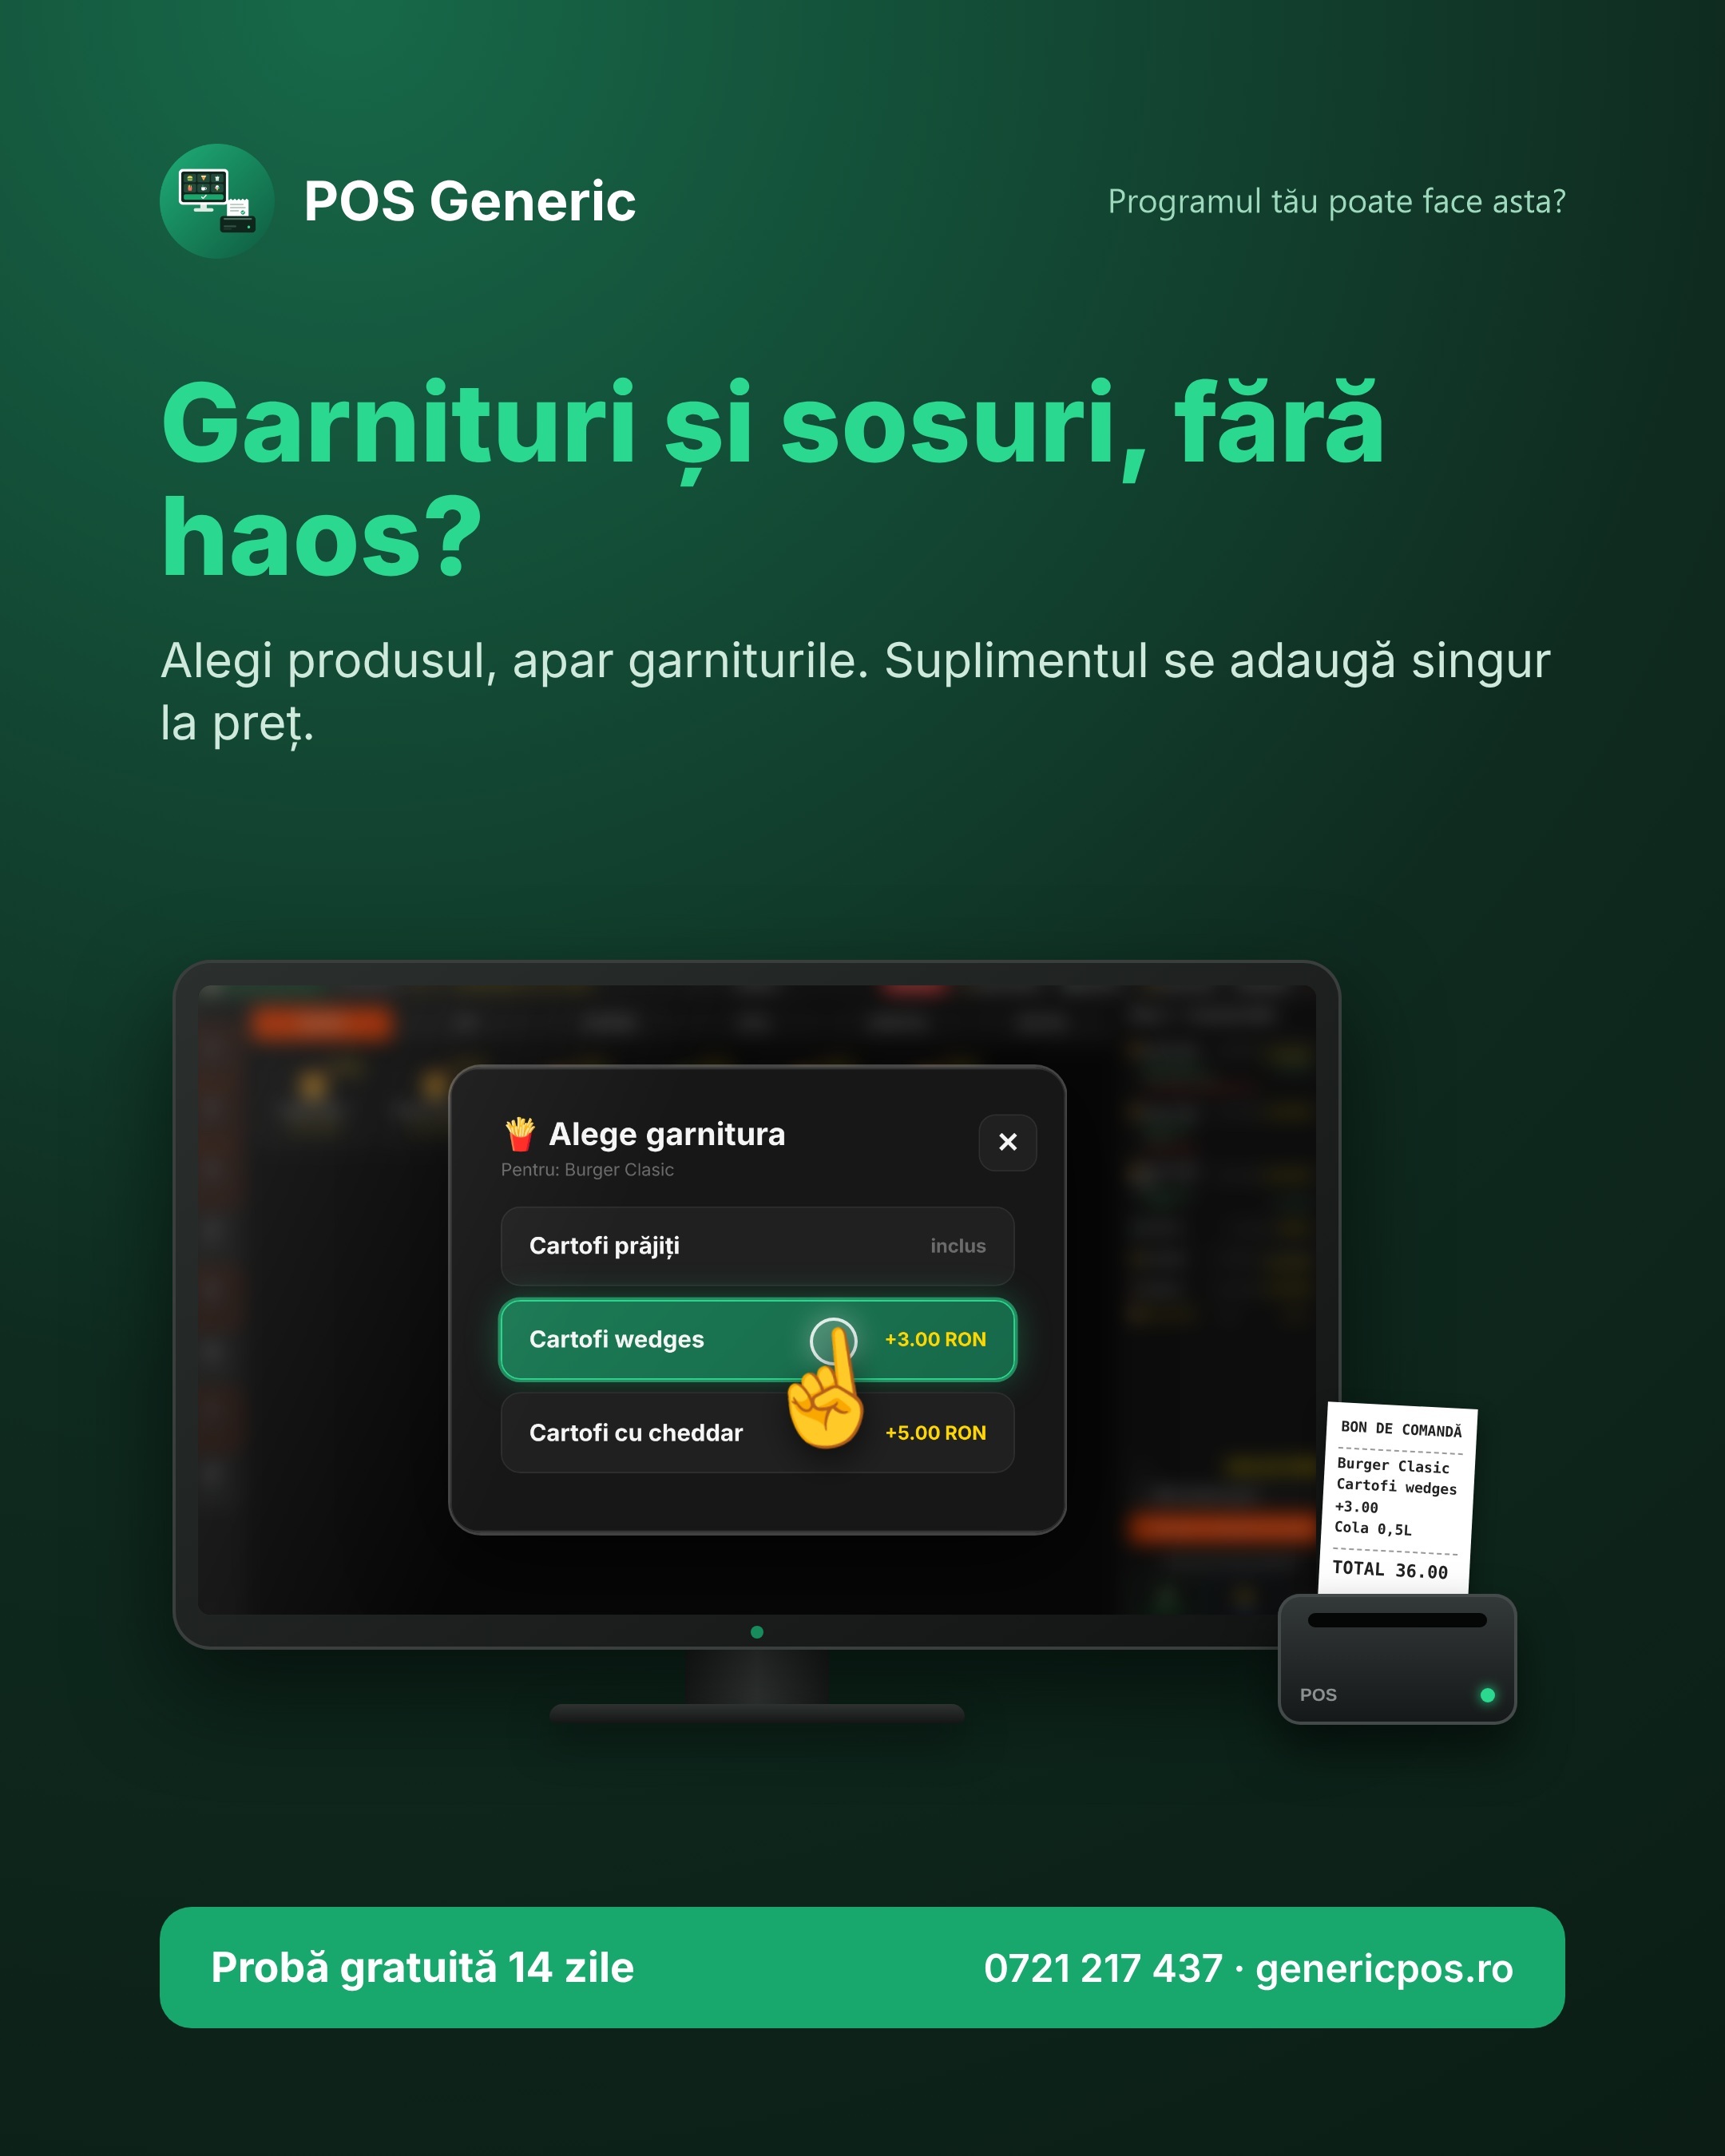 POS Generic
Programul tău poate face asta?
Garnituri și sosuri, fără
haos?
Alegi produsul, apar garniturile. Suplimentul se adaugă singur
la preț.
🍟 Alege garnitura
✕
Pentru: Burger Clasic
Cartofi prăjiți inclus
Cartofi wedges +3.00 RON
Cartofi cu cheddar +5.00 RON
BON DE COMANDĂ
Burger Clasic
Cartofi wedges
+3.00
Cola 0,5L
TOTAL 36.00
POS
Probă gratuită 14 zile
0721 217 437 · genericpos.ro